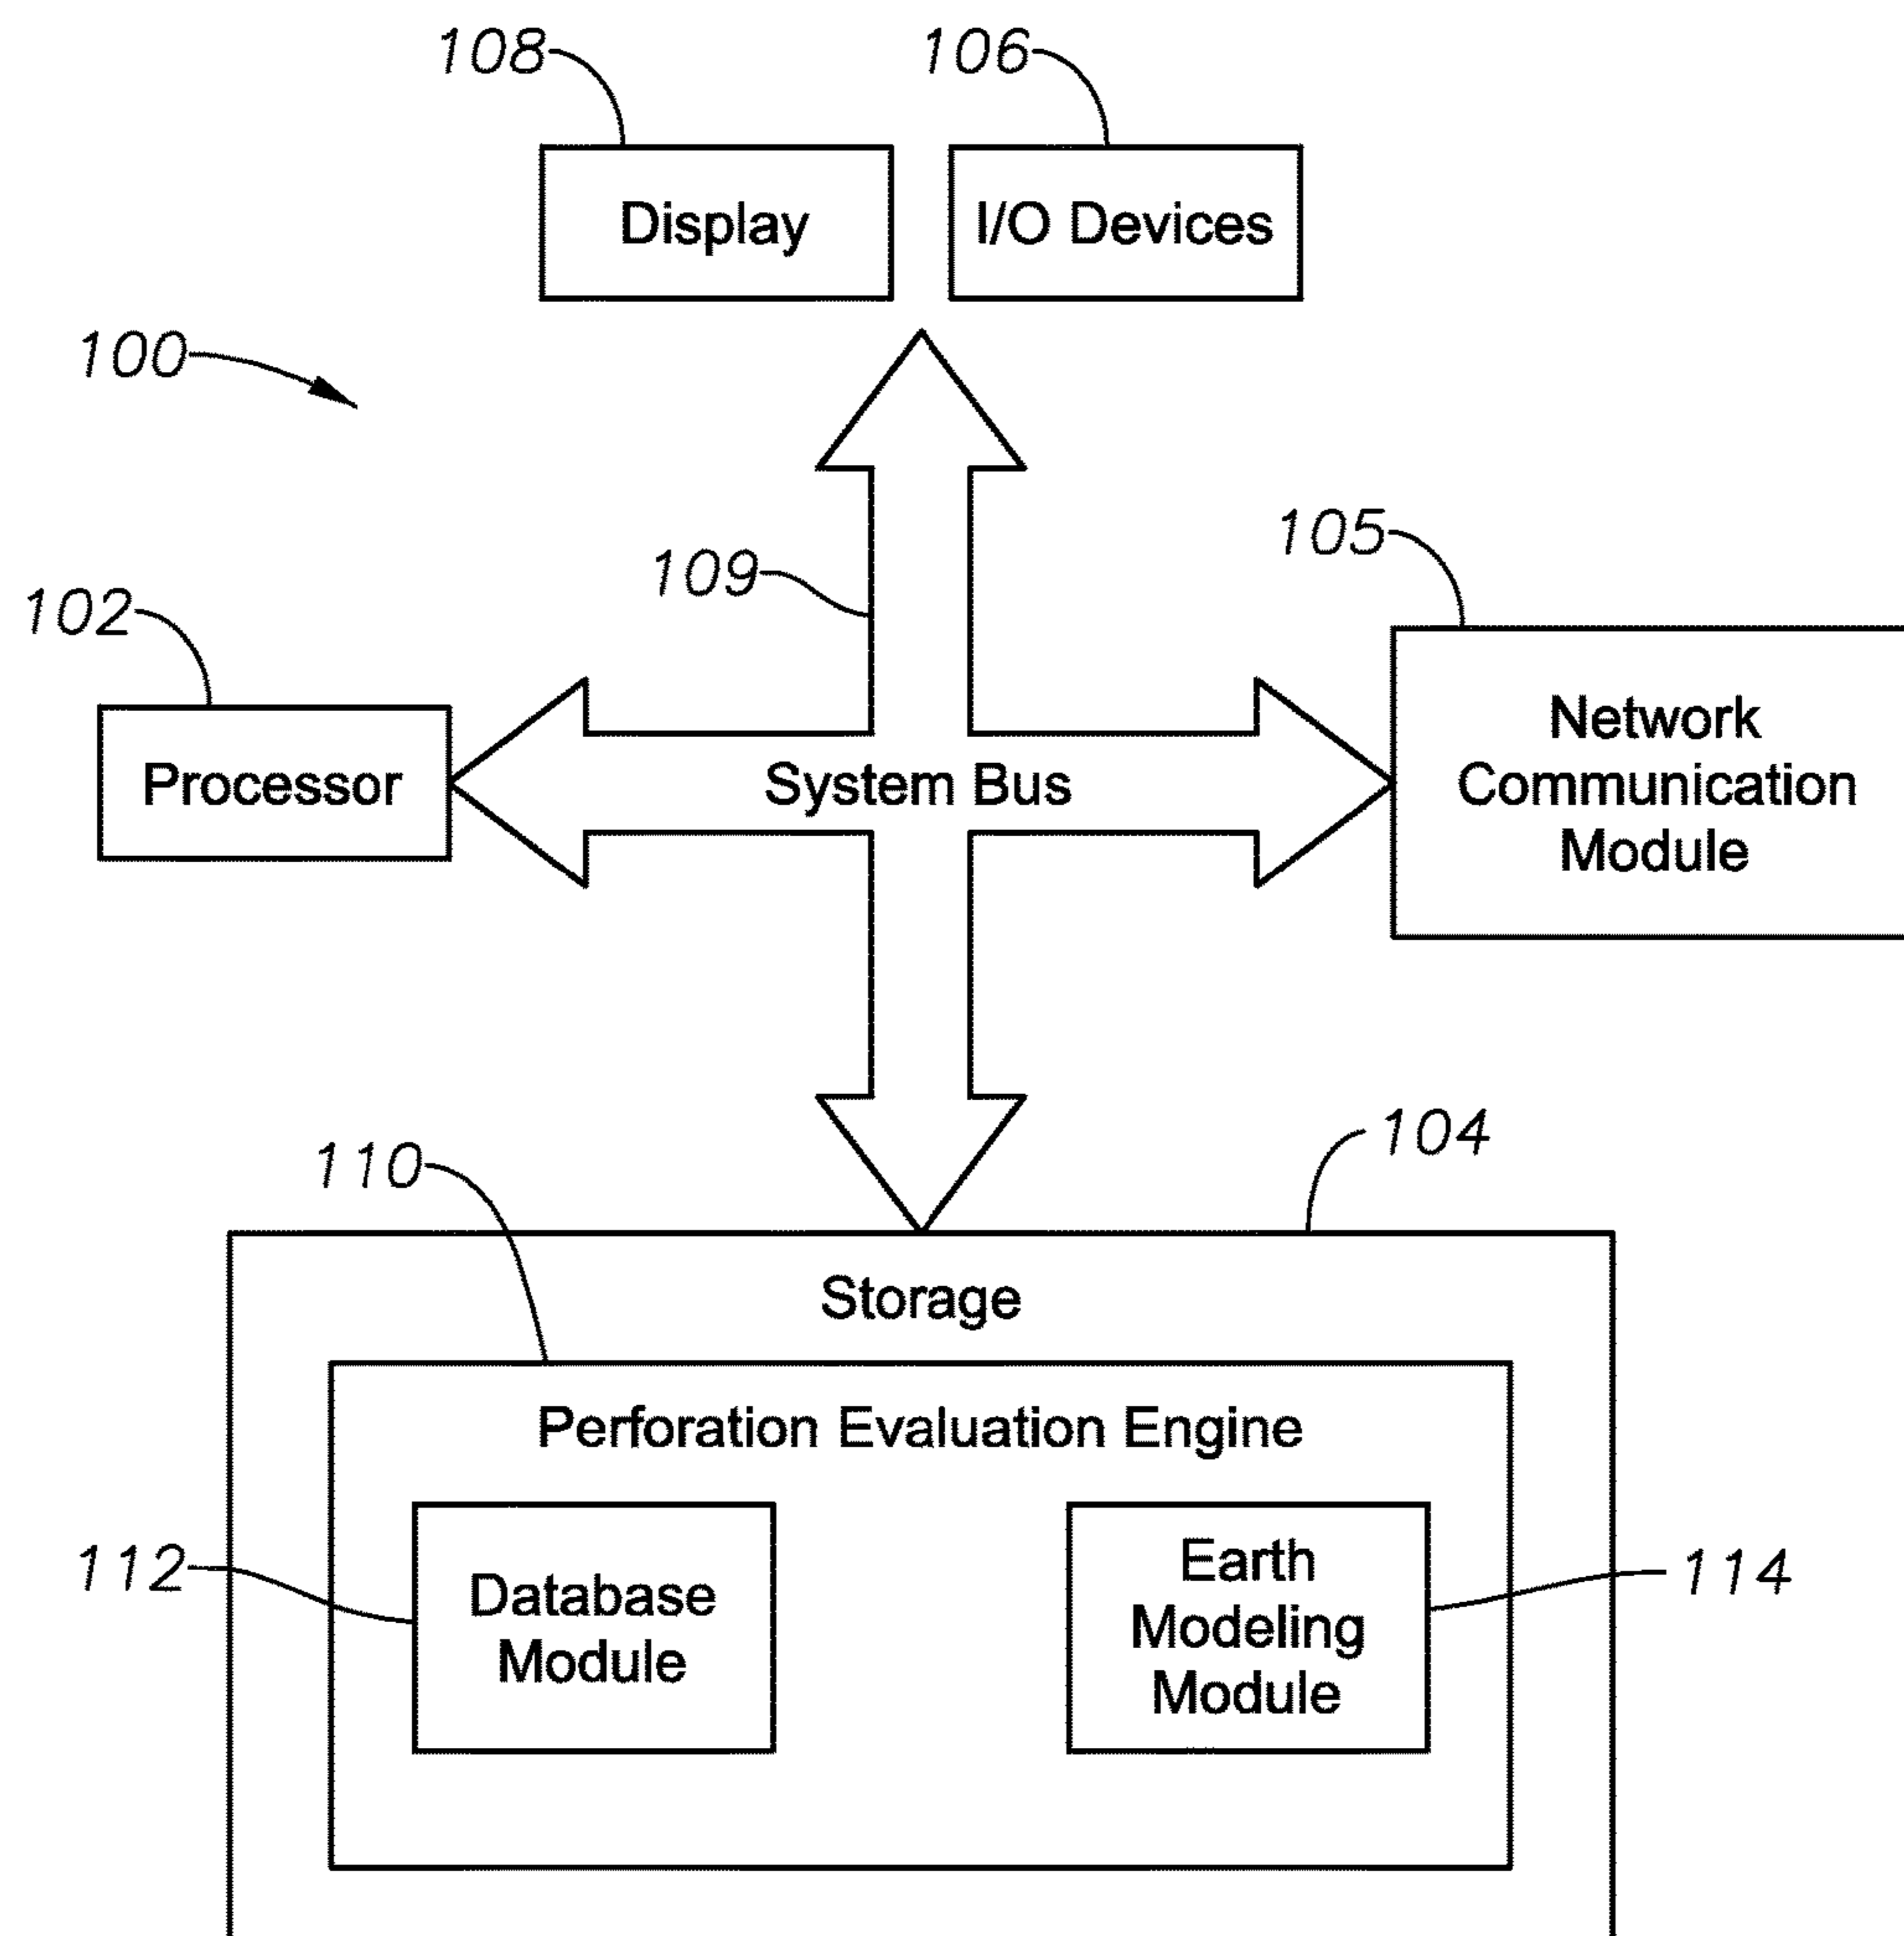 108
106
Display
I/O Devices
100
105
109
102
Network
Communication
Module
Processor
System Bus
104
110
Storage
Perforation Evaluation Engine
112
Database
Module
Earth
Modeling
Module
114